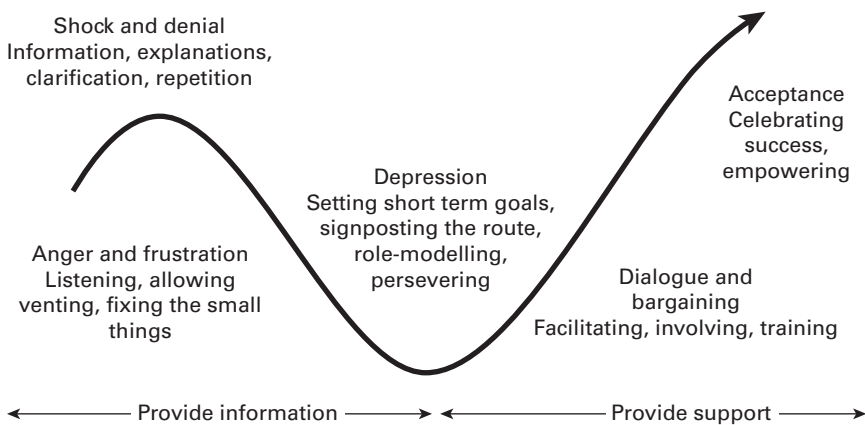 Shock and denial
Information, explanations,
clarification, repetition
Anger and frustration
Listening, allowing
venting, fixing the small
things
Depression
Setting short term goals,
signposting the route,
role-modelling,
persevering
Dialogue and
bargaining
Facilitating, involving, training
Acceptance
Celebrating
success,
empowering
Provide information
Provide support